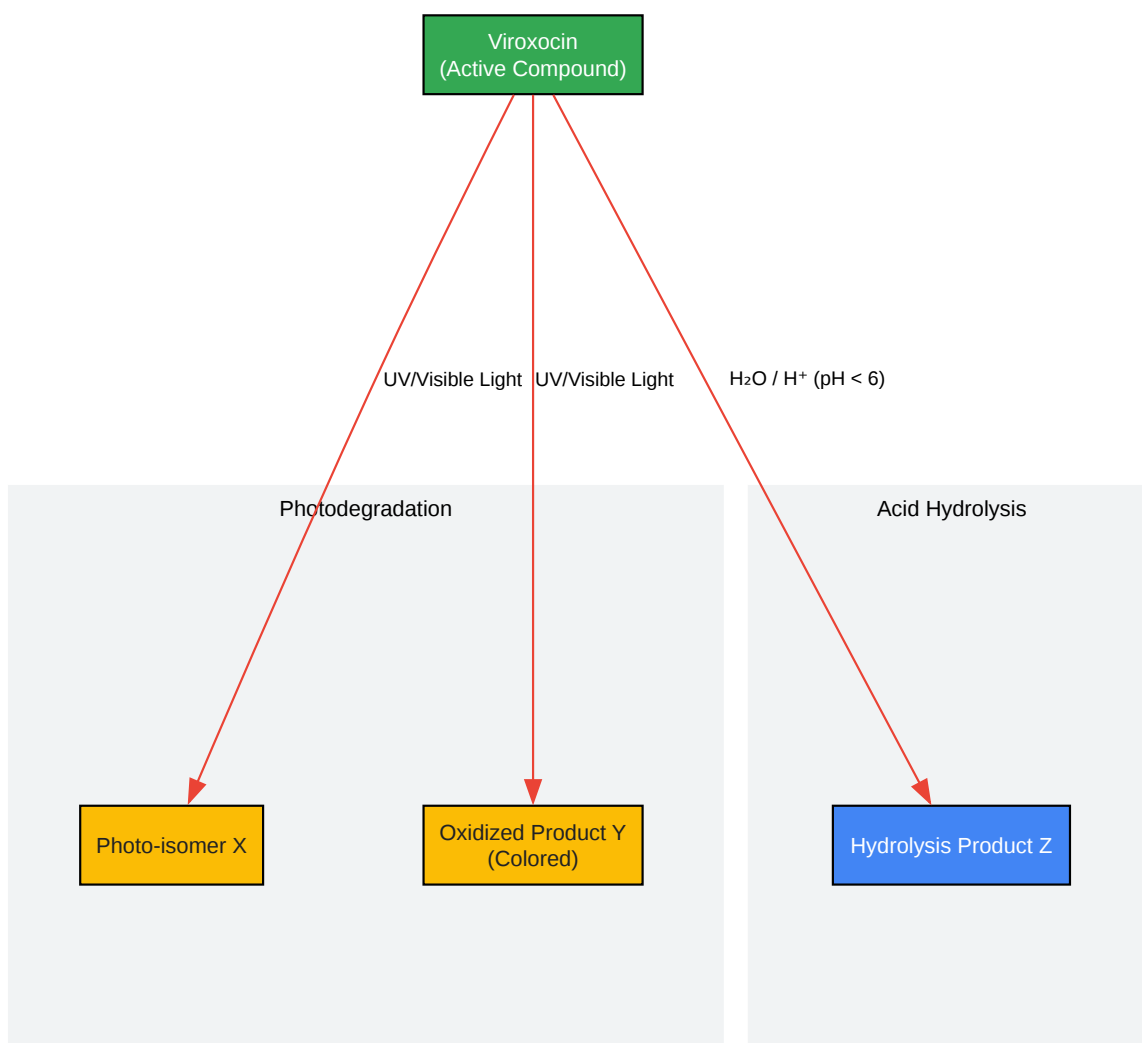 Viroxocin
(Active Compound)
UV/Visible Light
UV/Visible Light
H₂O / H⁺ (pH < 6)
Photodegradation
Acid Hydrolysis
Photo-isomer X
Oxidized Product Y
(Colored)
Hydrolysis Product Z